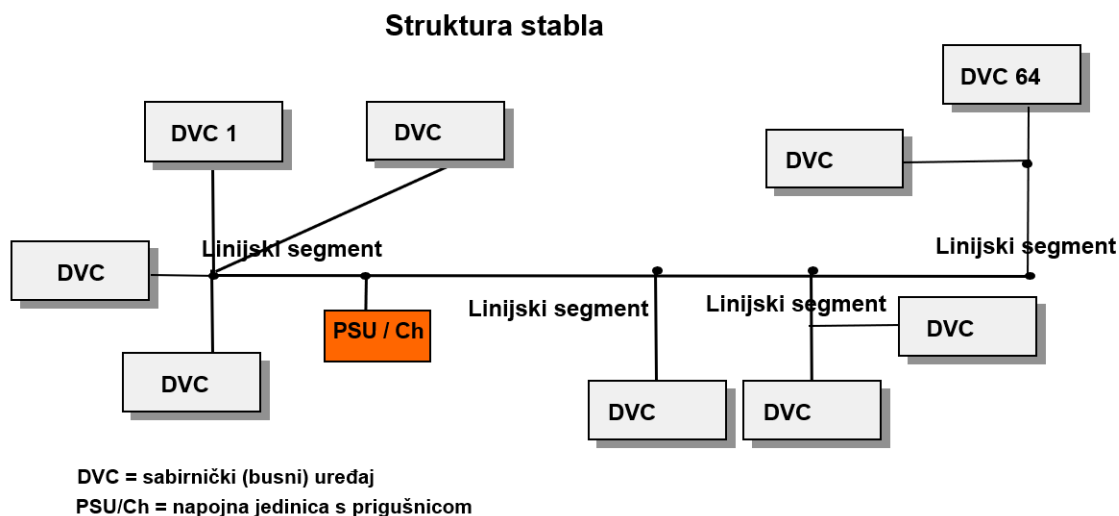 Struktura stabla
DVC 64
DVC 1
DVC
DVC
Linijski segment
Linijski segment
DVC
Linijski segment
Linijski segment
PSU / Ch
DVC
DVC
DVC
DVC
DVC = sabirnički (busni) uređaj
PSU/Ch = napojna jedinica s prigušnicom